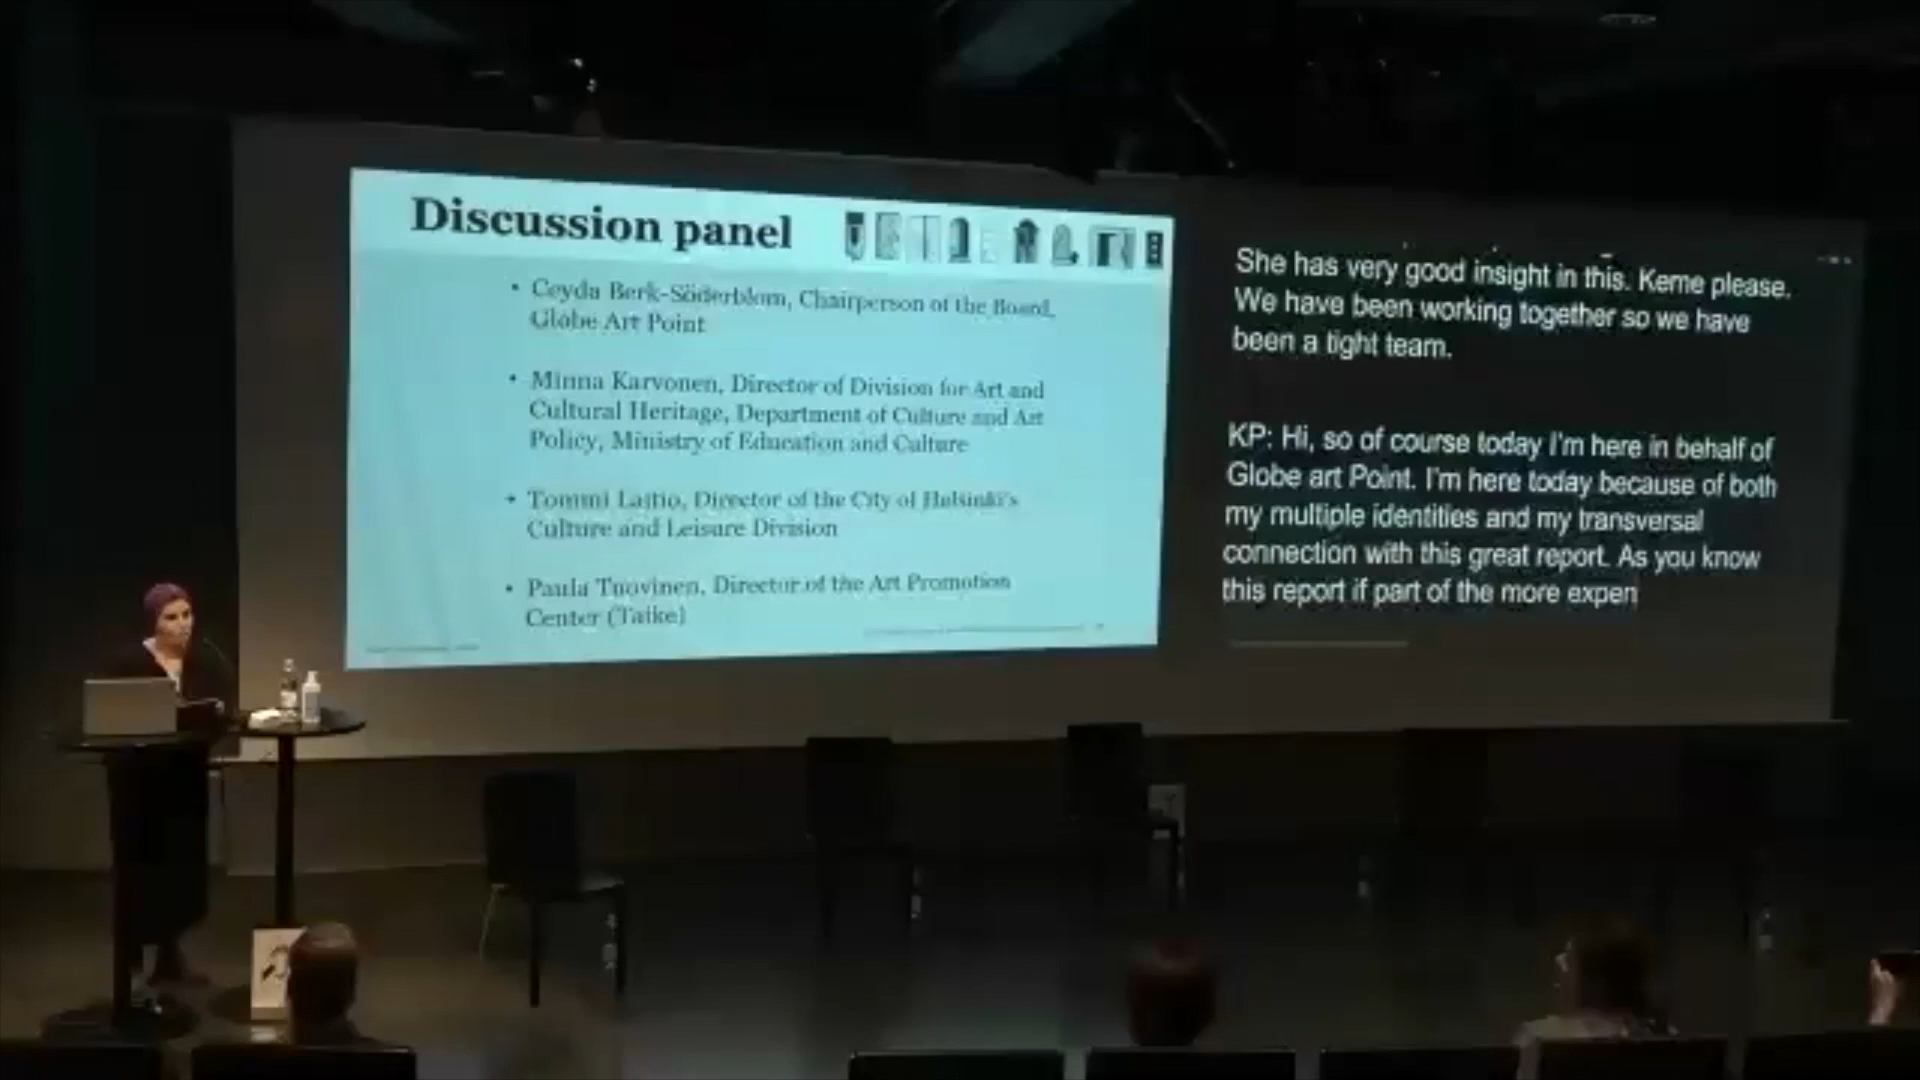 Discussion panel
• Ceyda Berk-Söderblom, Chairperson of the Board,
Globe Art Point
• Minna Karvonen, Director of Division for Art and
Cultural Heritage, Department of Culture and Art
Policy, Ministry of Education and Culture
• Tommi Laitio, Director of the City of Helsinki's
Culture and Leisure Division
• Paula Tuovinen, Director of the Art Promotion
Center (Taike)
She has very good insight in this. Keme please.
We have been working together so we have
been a tight team.
KP: Hi, so of course today I'm here in behalf of
Globe art Point. I'm here today because of both
my multiple identities and my transversal
connection with this great report. As you know
this report if part of the more expen